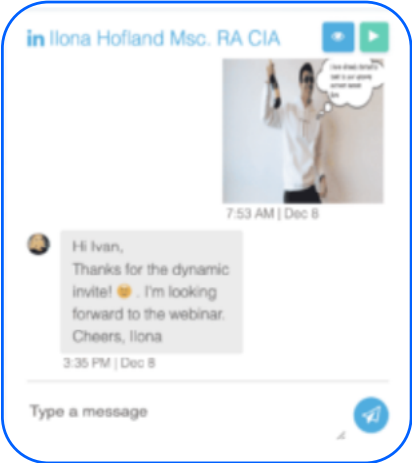 in Ilona Hofland Msc. RA CIA
7:53 AM | Dec 8
Hi Ivan,
Thanks for the dynamic
invite! 😊 . I'm looking
forward to the webinar.
Cheers, Ilona
3:35 PM | Dec 8
Type a message